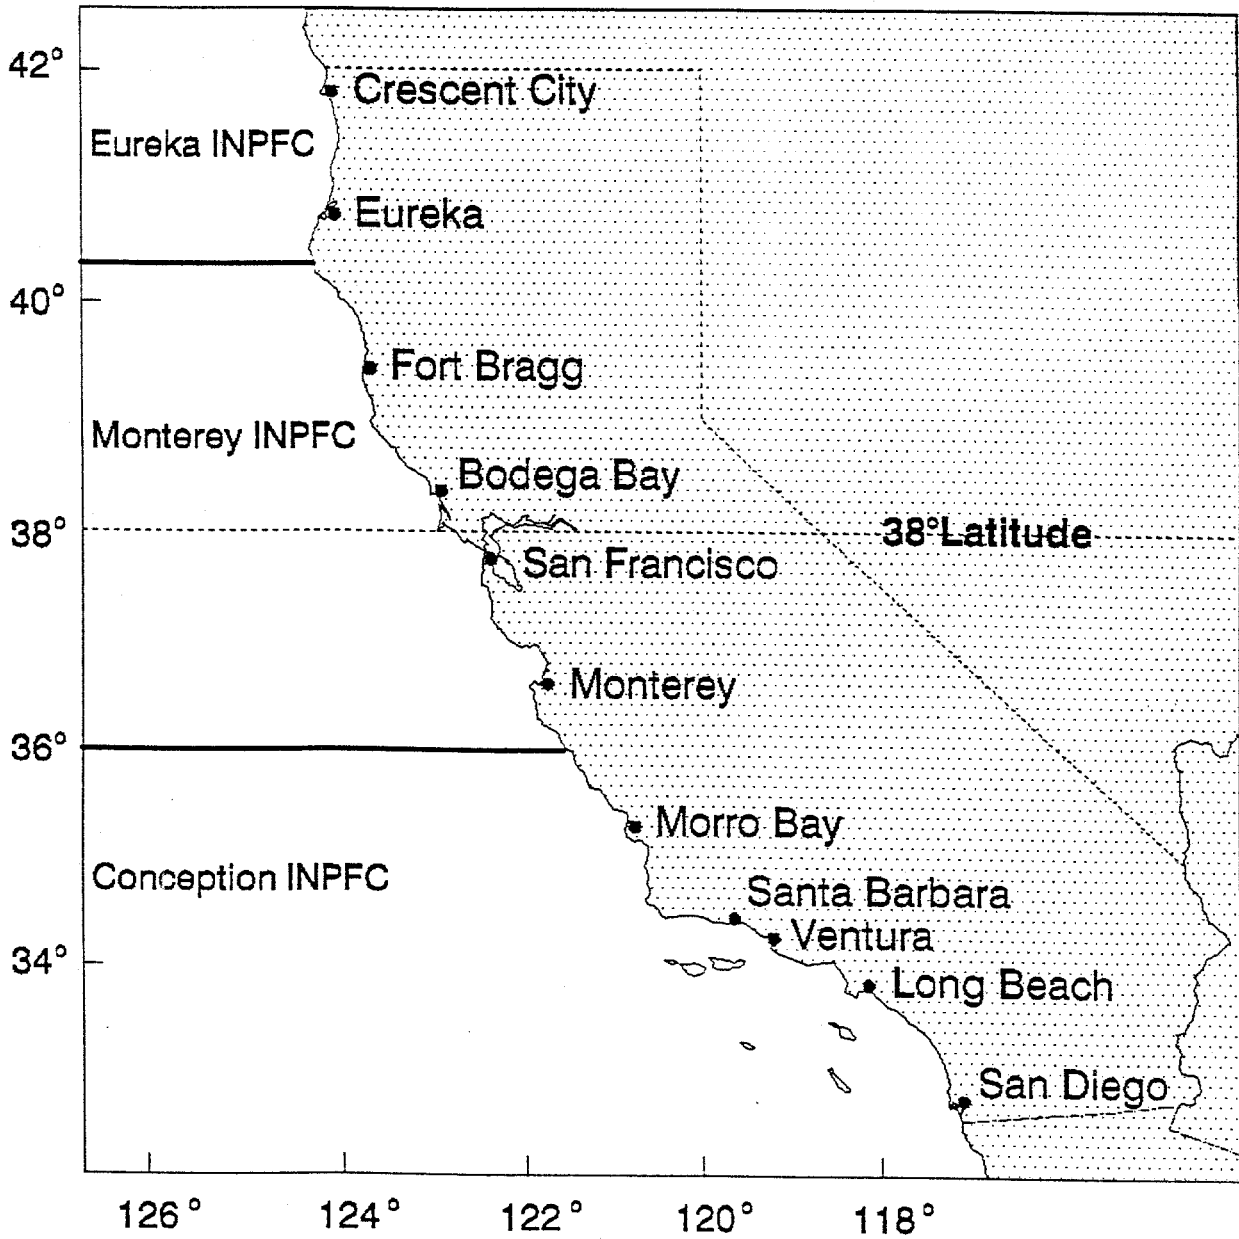 42°
Crescent City
Eureka INPFC
Eureka
40°
Fort Bragg
Monterey INPFC
Bodega Bay
38°
38°Latitude
San Francisco
Monterey
36°
Morro Bay
Conception INPFC
Santa Barbara
Ventura
34°
Long Beach
San Diego
126° 124° 122° 120° 118°